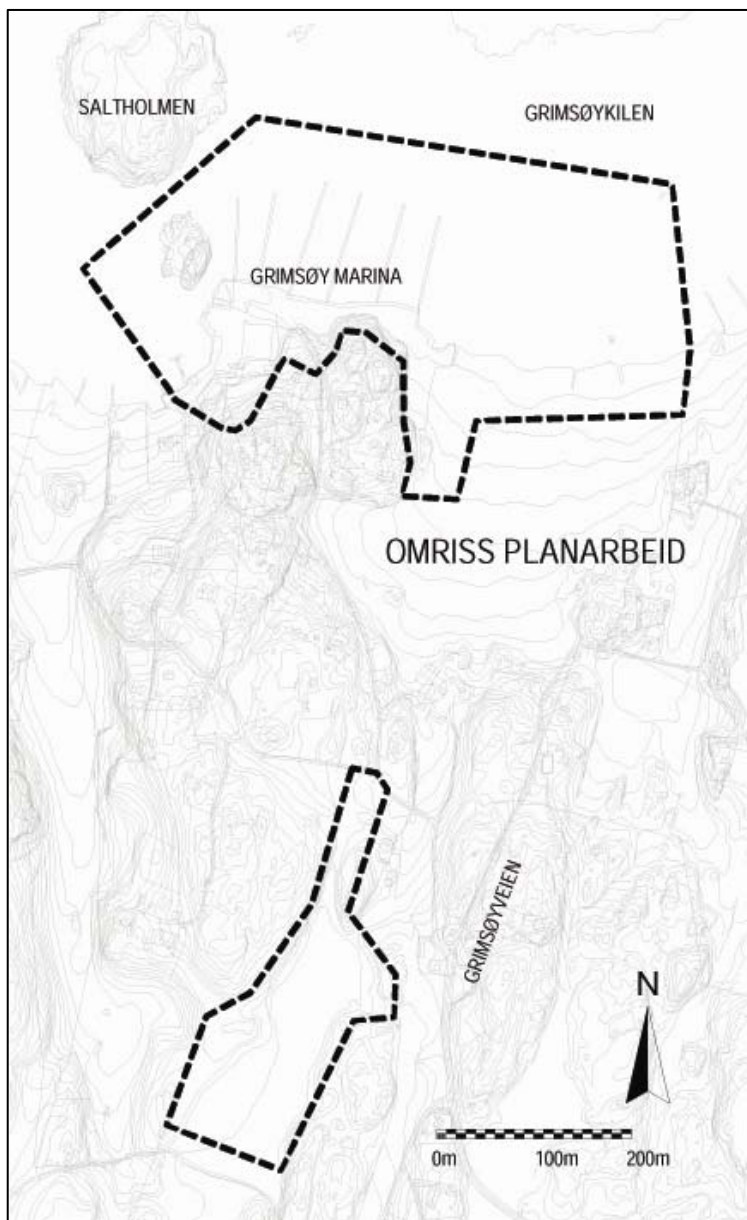 SALTHOLMEN
GRIMSØYKILEN
GRIMSØY MARINA
OMRISS PLANARBEID
GRIMSØYVEIEN
N
0m 100m 200m